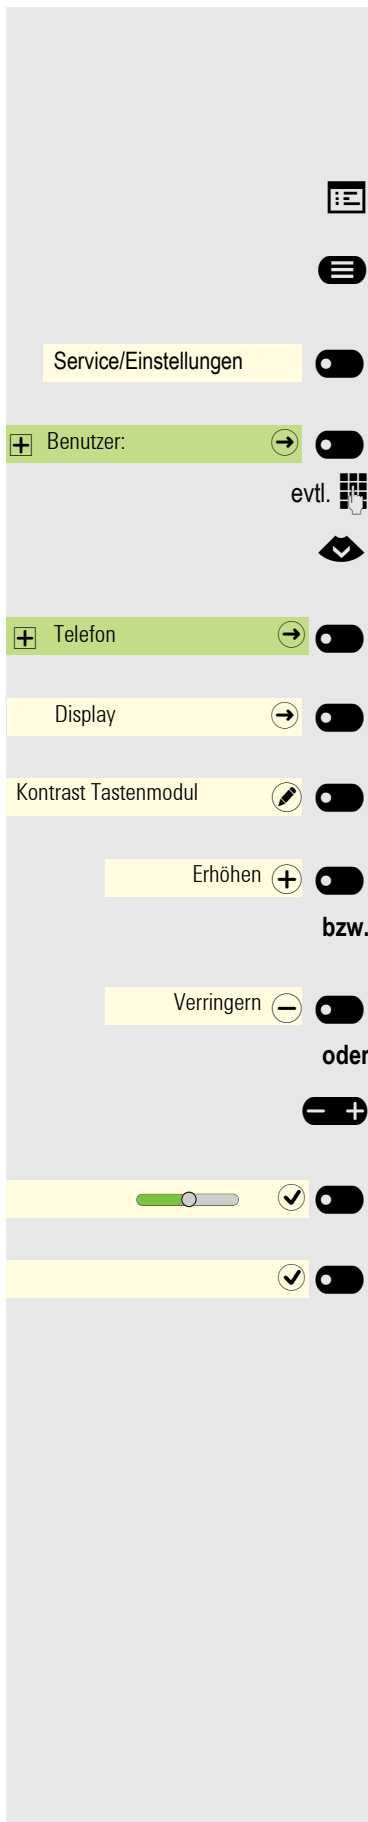 Service/Einstellungen
Benutzer:
evtl.
Telefon
Display
Kontrast Tastenmodul
Erhöhen
bzw.
Verringern
oder